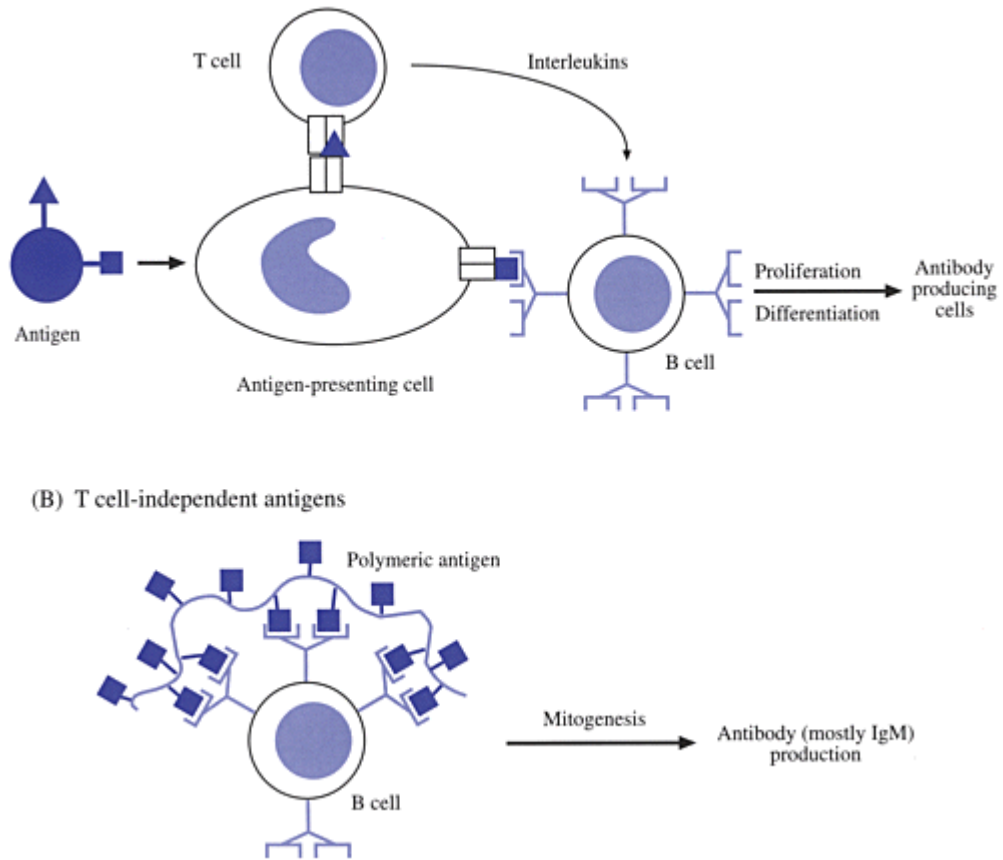 T cell
Interleukins
Antigen
Antigen-presenting cell
B cell
Proliferation
Differentiation
Antibody
producing
cells
(B) T cell-independent antigens
Polymeric antigen
B cell
Mitogenesis
Antibody (mostly IgM)
production